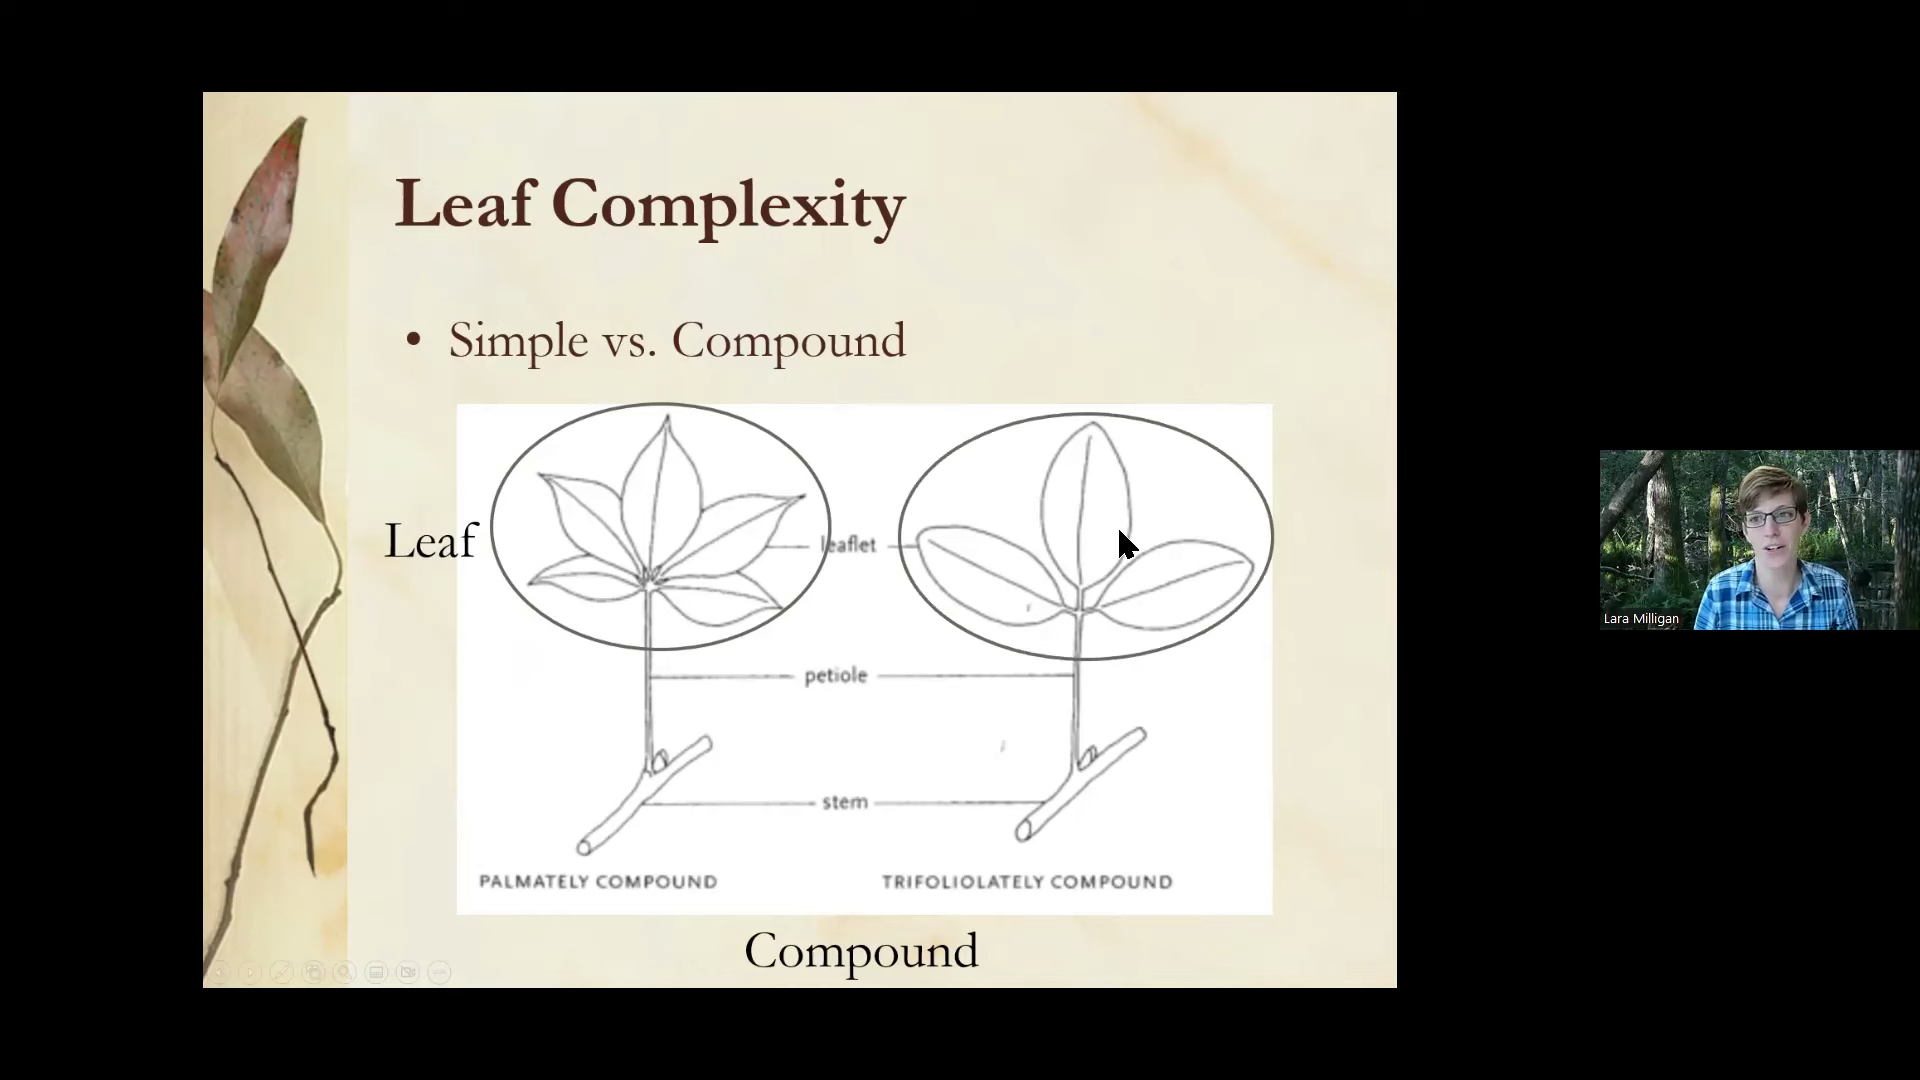 Leaf Complexity
• Simple vs. Compound
Leaf
leaflet
petiole
stem
PALMATELY COMPOUND
TRIFOLIOLATELY COMPOUND
Compound
Lara Milligan